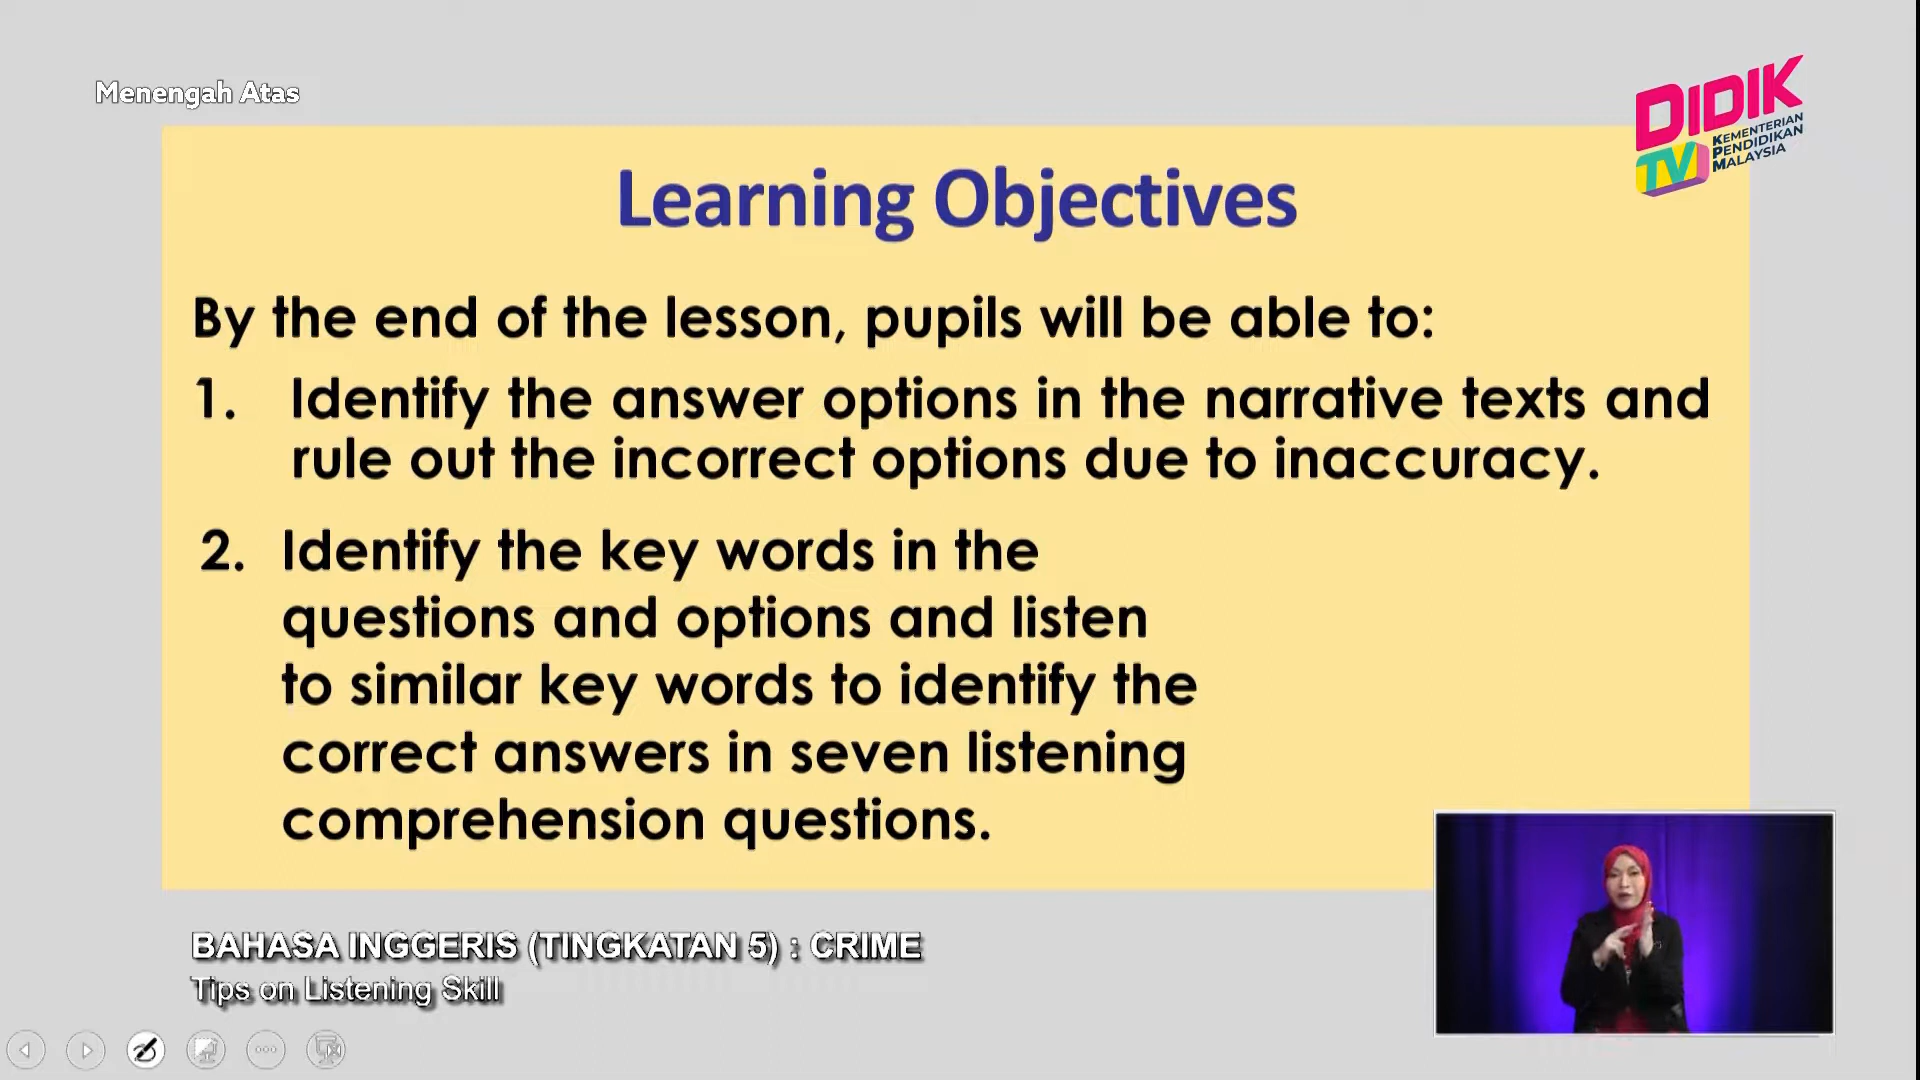 Menengah Atas
DIDIK
TV
KEMENTERIAN
PENDIDIKAN
MALAYSIA
Learning Objectives
By the end of the lesson, pupils will be able to:
1. Identify the answer options in the narrative texts and
rule out the incorrect options due to inaccuracy.
2. Identify the key words in the
questions and options and listen
to similar key words to identify the
correct answers in seven listening
comprehension questions.
BAHASA INGGERIS (TINGKATAN 5) : CRIME
Tips on Listening Skill